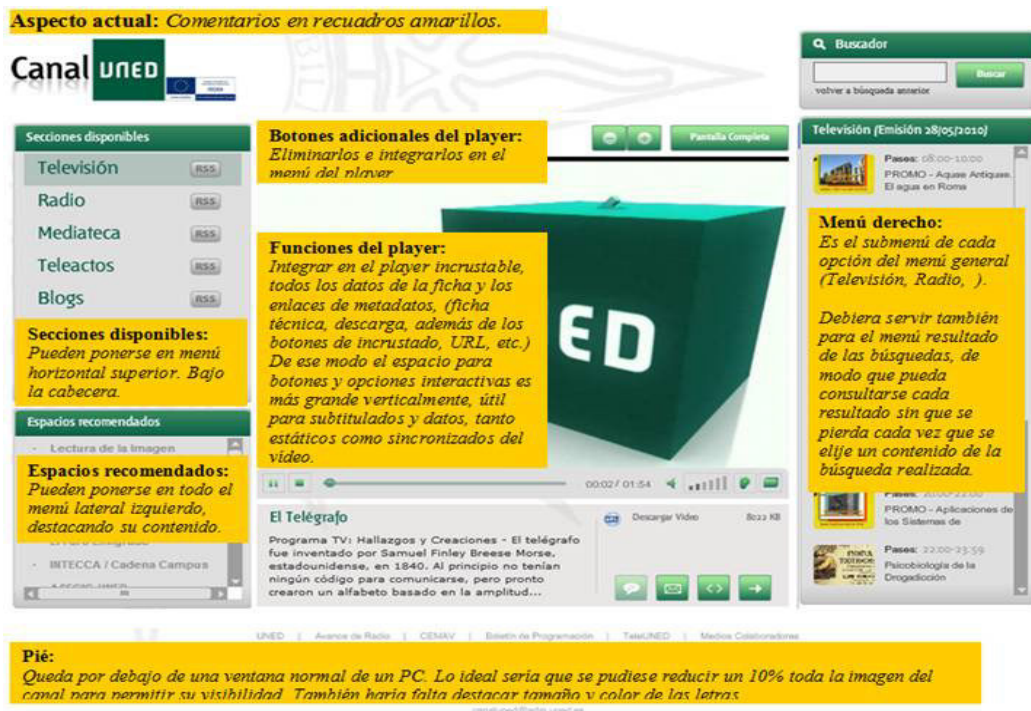 Aspecto actual: Comentarios en recuadros amarillos.
Canal UNED
Buscador
Buscar
volver a búsqueda anterior
Secciones disponibles
Televisión RSS
Radio RSS
Mediateca RSS
Teleactos RSS
Blogs RSS
Secciones disponibles:
Pueden ponerse en menú
horizontal superior. Bajo
la cabecera.
Espacios recomendados
- Lectura de la Imagen
Espacios recomendados:
Pueden ponerse en todo el
menú lateral izquierdo,
destacando su contenido.
- INTECCA / Cadena Campus
Botones adicionales del player:
Eliminarlos e integrarlos en el
menú del player
Pantalla Completa
Funciones del player:
Integrar en el player incrustable,
todos los datos de la ficha y los
enlaces de metadatos, (ficha
técnica, descarga, además de los
botones de incrustado, URL, etc.)
De ese modo el espacio para
botones y opciones interactivas es
más grande verticalmente, útil
para subtitulados y datos, tanto
estáticos como sincronizados del
vídeo.
ED
00:02 / 01:54
El Telégrafo
Descargar Video 8022 KB
Programa TV: Hallazgos y Creaciones - El telégrafo
fue inventado por Samuel Finley Breese Morse,
estadounidense, en 1840. Al principio no tenían
ningún código para comunicarse, pero pronto
crearon un alfabeto basado en la amplitud...
Televisión (Emisión 28/05/2010)
Pases: 08:00-10:00
PROMO - Aquae Antiquae.
El agua en Roma
Menú derecho:
Es el submenú de cada
opción del menú general
(Televisión, Radio, ).
Debiera servir también
para el menú resultado
de las búsquedas, de
modo que pueda
consultarse cada
resultado sin que se
pierda cada vez que se
elije un contenido de la
búsqueda realizada.
Pases: 20:00-22:00
PROMO - Aplicaciones de
los Sistemas de
Pases: 22:00-23:59
Psicobiología de la
Drogadicción
UNED | Avance de Radio | CEMAV | Boletín de Programación | TeleUNED | Medios Colaboradores
Pié:
Queda por debajo de una ventana normal de un PC. Lo ideal sería que se pudiese reducir un 10% toda la imagen del
canal para permitir su visibilidad. También haría falta destacar tamaño y color de las letras